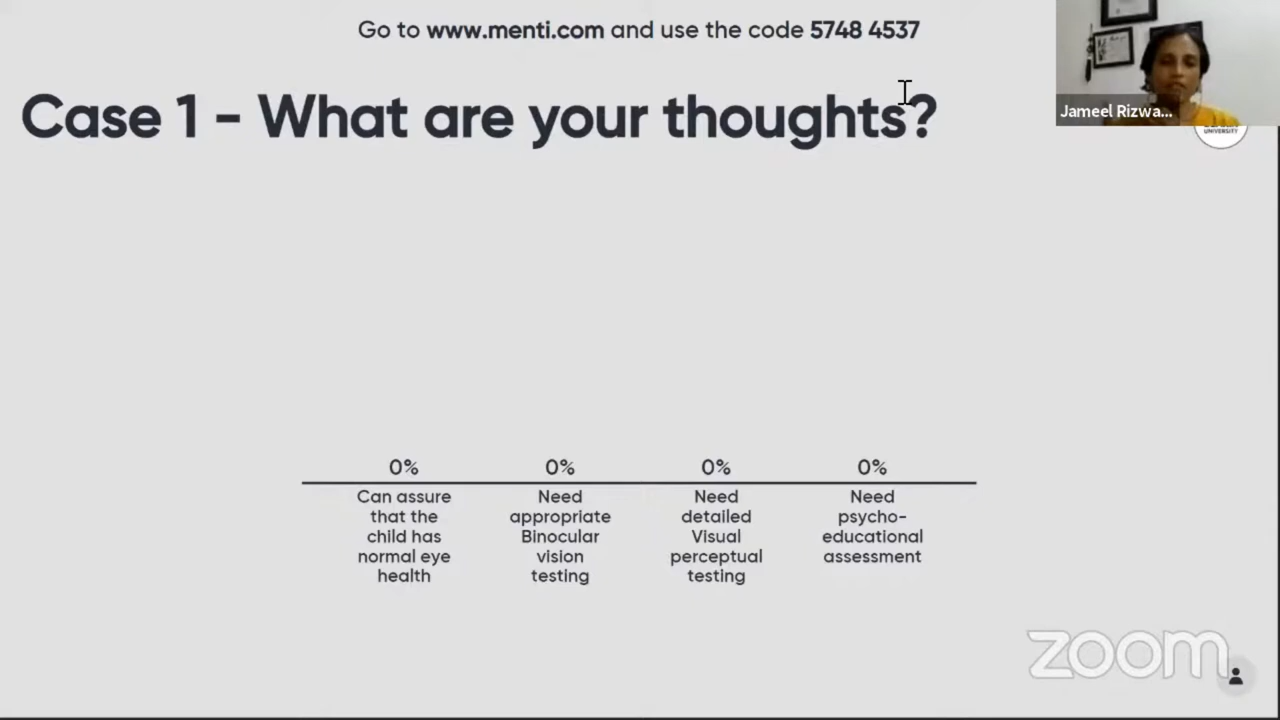 Go to www.menti.com and use the code 5748 4537
Case 1 - What are your thoughts?
Jameel Rizwa...
UNIVERSITY
0%
0%
0%
0%
Can assure
that the
child has
normal eye
health
Need
appropriate
Binocular
vision
testing
Need
detailed
Visual
perceptual
testing
Need
psycho-
educational
assessment
zoom